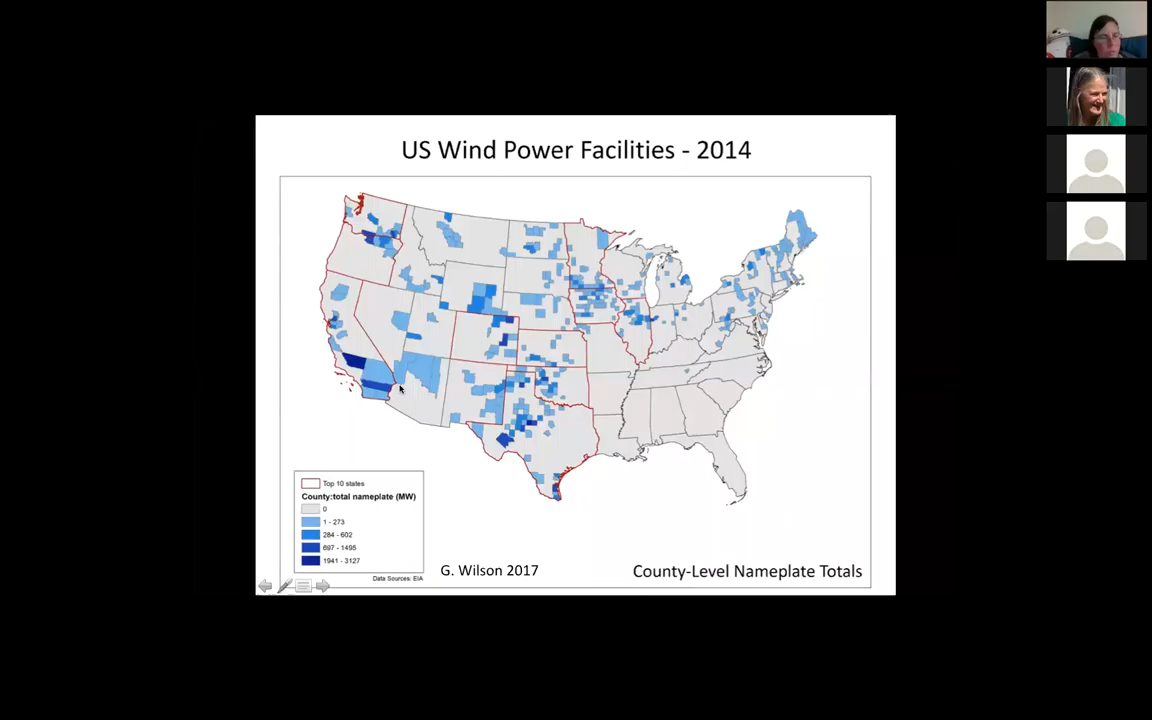 US Wind Power Facilities - 2014
Top 10 states
County:total nameplate (MW)
0
1 - 273
284 - 602
697 - 1495
1941 - 3127
Data Sources: EIA
G. Wilson 2017
County-Level Nameplate Totals